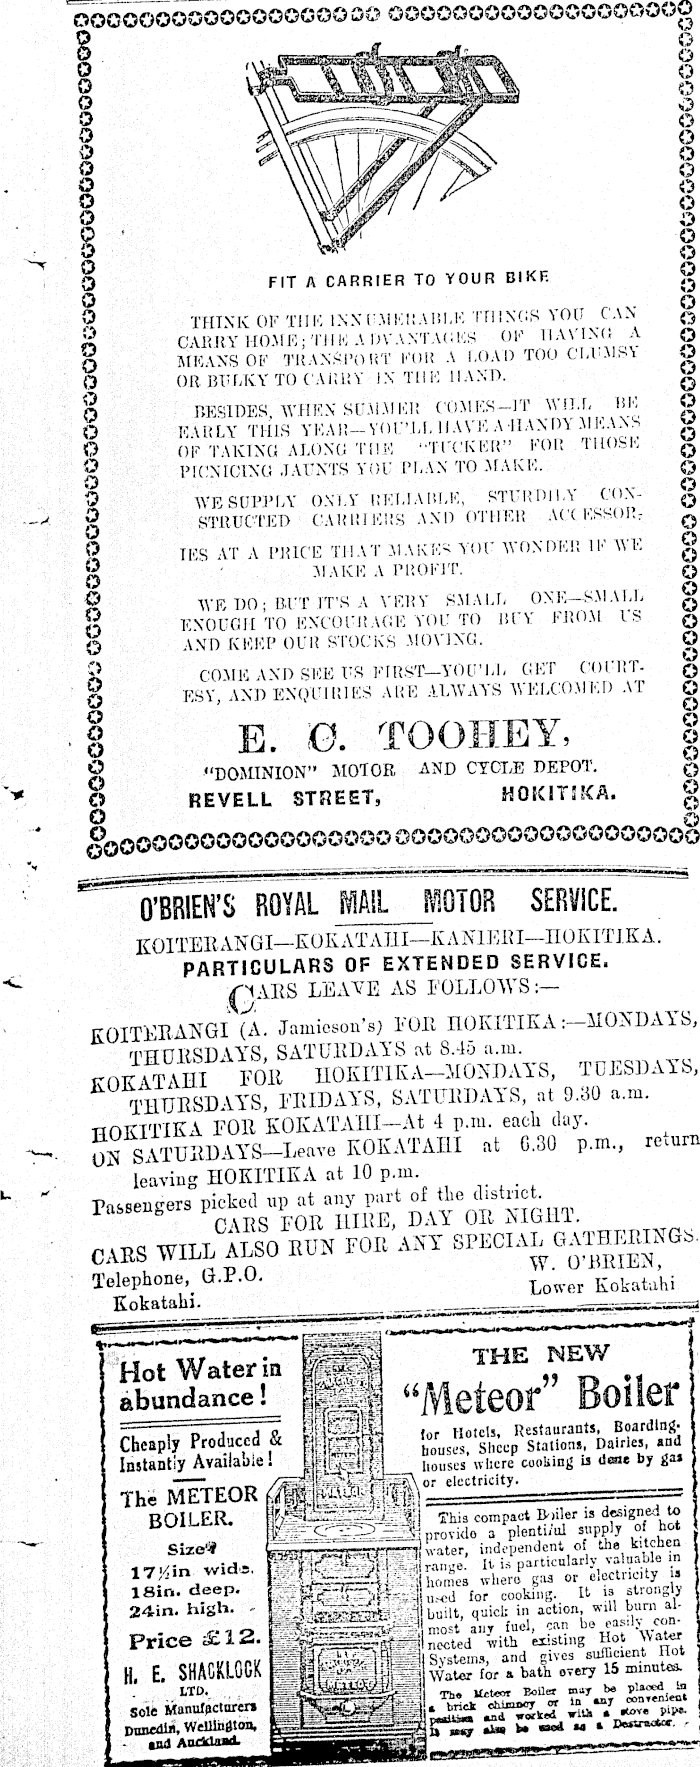 FIT A CARRIER TO YOUR BIKE
THINK OF THE INNUMERABLE THINGS YOU CAN
CARRY HOME; THE ADVANTAGES OF HAVING A
MEANS OF TRANSPORT FOR A LOAD TOO CLUMSY
OR BULKY TO CARRY IN THE HAND.
BESIDES, WHEN SUMMER COMES—IT WILL BE
EARLY THIS YEAR—YOU'LL HAVE A HANDY MEANS
OF TAKING ALONG THE "TUCKER" FOR THOSE
PICNICING JAUNTS YOU PLAN TO MAKE.
WE SUPPLY ONLY RELIABLE, STURDILY CON-
STRUCTED CARRIERS AND OTHER ACCESSOR-
IES AT A PRICE THAT MAKES YOU WONDER IF WE
MAKE A PROFIT.
WE DO; BUT IT'S A VERY SMALL ONE—SMALL
ENOUGH TO ENCOURAGE YOU TO BUY FROM US
AND KEEP OUR STOCKS MOVING.
COME AND SEE US FIRST—YOU'LL GET COURT-
ESY, AND ENQUIRIES ARE ALWAYS WELCOMED AT
E. C. TOOHEY,
"DOMINION" MOTOR AND CYCLE DEPOT.
REVELL STREET, HOKITIKA.
O'BRIEN'S ROYAL MAIL MOTOR SERVICE.
KOITERANGI—KOKATAHI—KANIERI—HOKITIKA.
PARTICULARS OF EXTENDED SERVICE.
CARS LEAVE AS FOLLOWS:—
KOITERANGI (A. Jamieson's) FOR HOKITIKA:—MONDAYS,
THURSDAYS, SATURDAYS at 8.45 a.m.
KOKATAHI FOR HOKITIKA—MONDAYS, TUESDAYS,
THURSDAYS, FRIDAYS, SATURDAYS, at 9.30 a.m.
HOKITIKA FOR KOKATAHI—At 4 p.m. each day.
ON SATURDAYS—Leave KOKATAHI at 6.30 p.m., return
leaving HOKITIKA at 10 p.m.
Passengers picked up at any part of the district.
CARS FOR HIRE, DAY OR NIGHT.
CARS WILL ALSO RUN FOR ANY SPECIAL GATHERINGS.
Telephone, G.P.O.
Kokatahi.
W. O'BRIEN,
Lower Kokatahi
Hot Water in
abundance!
Cheaply Produced &
Instantly Available!
The METEOR
BOILER.
Size
17½in wide.
18in. deep.
24in. high.
Price £12.
H. E. SHACKLOCK
LTD.
Sole Manufacturers
Dunedin, Wellington,
and Auckland.
THE NEW
"Meteor" Boiler
for Hotels, Restaurants, Boarding-
houses, Sheep Stations, Dairies, and
houses where cooking is done by gas
or electricity.
This compact Boiler is designed to
provide a plentiful supply of hot
water, independent of the kitchen
range. It is particularly valuable in
homes where gas or electricity is
used for cooking. It is strongly
built, quick in action, will burn al-
most any fuel, can be easily con-
nected with existing Hot Water
Systems, and gives sufficient Hot
Water for a bath every 15 minutes.
The Meteor Boiler may be placed in
a brick chimney or in any convenient
position and worked with a stove pipe.
It may also be used as a Destructor.